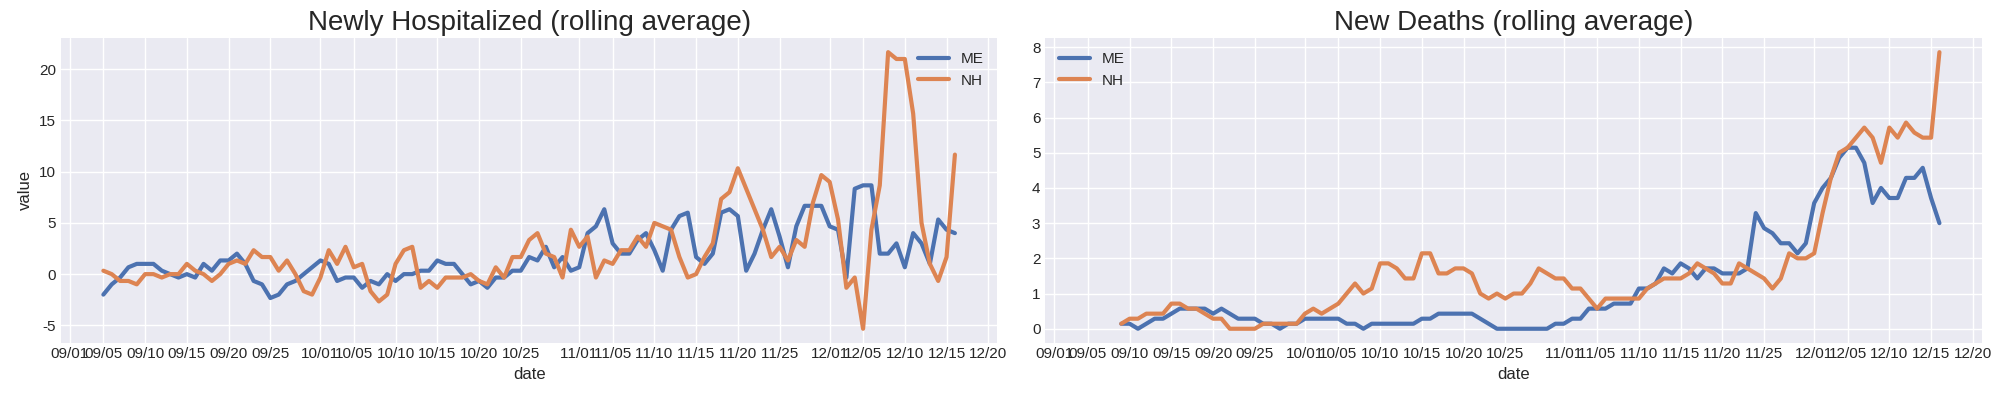 Newly Hospitalized (rolling average)
ME
NH
20
15
10
5
0
-5
value
09/01 09/05 09/10 09/15 09/20 09/25 10/01 10/05 10/10 10/15 10/20 10/25 11/01 11/05 11/10 11/15 11/20 11/25 12/01 12/05 12/10 12/15 12/20
date
New Deaths (rolling average)
ME
NH
8
7
6
5
4
3
2
1
0
09/01 09/05 09/10 09/15 09/20 09/25 10/01 10/05 10/10 10/15 10/20 10/25 11/01 11/05 11/10 11/15 11/20 11/25 12/01 12/05 12/10 12/15 12/20
date